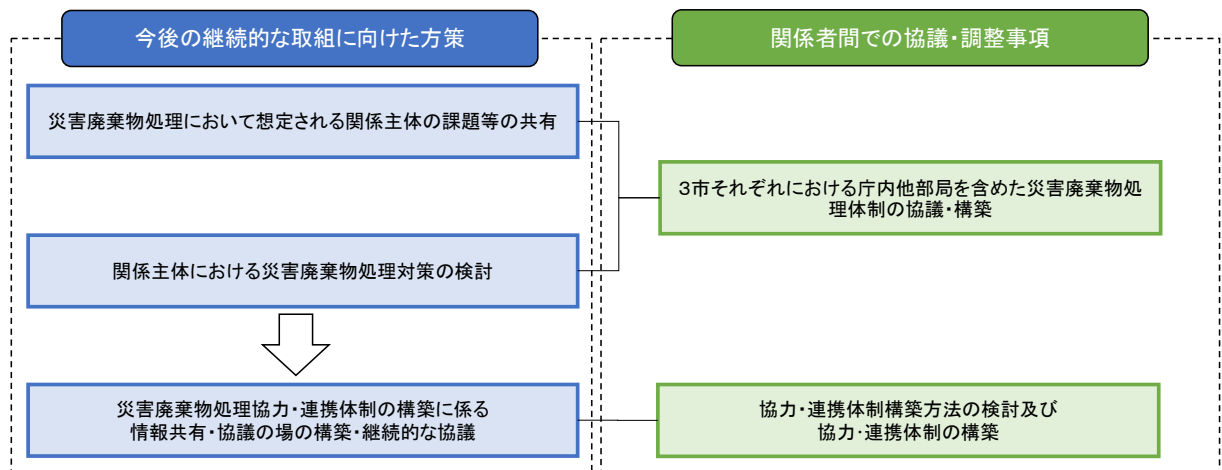 今後の継続的な取組に向けた方策
関係者間での協議・調整事項
災害廃棄物処理において想定される関係主体の課題等の共有
3市それぞれにおける庁内他部局を含めた災害廃棄物処
理体制の協議・構築
関係主体における災害廃棄物処理対策の検討
災害廃棄物処理協力・連携体制の構築に係る
情報共有・協議の場の構築・継続的な協議
協力・連携体制構築方法の検討及び
協力・連携体制の構築